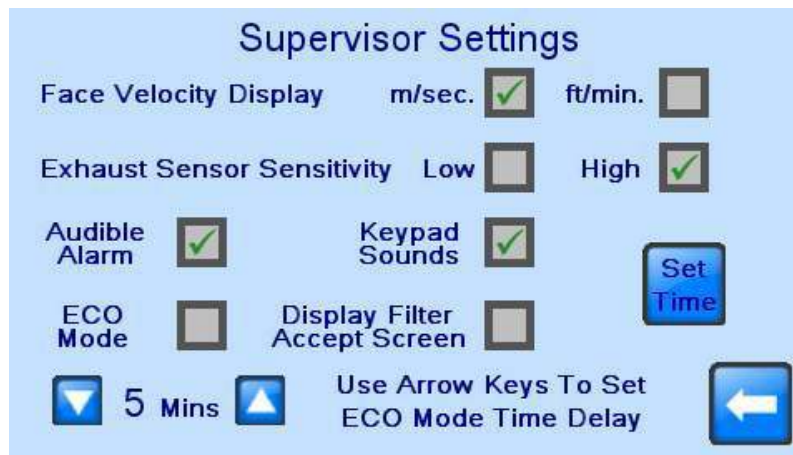 Supervisor Settings
Face Velocity Display m/sec. ft/min.
Exhaust Sensor Sensitivity Low High
Audible
Alarm
Keypad
Sounds
Set
Time
ECO
Mode
Display Filter
Accept Screen
5 Mins
Use Arrow Keys To Set
ECO Mode Time Delay